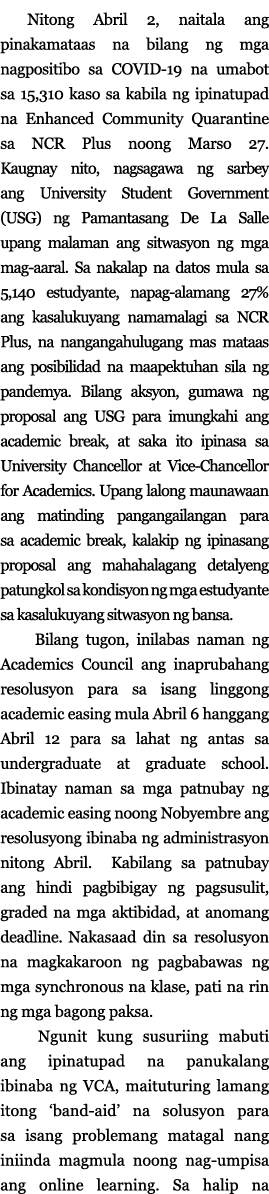 Nitong Abril 2, naitala ang
pinakamataas na bilang ng mga
nagpositibo sa COVID-19 na umabot
sa 15,310 kaso sa kabila ng ipinatupad
na Enhanced Community Quarantine
sa NCR Plus noong Marso 27.
Kaugnay nito, nagsagawa ng sarbey
ang University Student Government
(USG) ng Pamantasang De La Salle
upang malaman ang sitwasyon ng mga
mag-aaral. Sa nakalap na datos mula sa
5,140 estudyante, napag-alamang 27%
ang kasalukuyang namamalagi sa NCR
Plus, na nangangahulugang mas mataas
ang posibilidad na maapektuhan sila ng
pandemya. Bilang aksyon, gumawa ng
proposal ang USG para imungkahi ang
academic break, at saka ito ipinasa sa
University Chancellor at Vice-Chancellor
for Academics. Upang lalong maunawaan
ang matinding pangangailangan para
sa academic break, kalakip ng ipinasang
proposal ang mahahalagang detalyeng
patungkol sa kondisyon ng mga estudyante
sa kasalukuyang sitwasyon ng bansa.
Bilang tugon, inilabas naman ng
Academics Council ang inaprubahang
resolusyon para sa isang linggong
academic easing mula Abril 6 hanggang
Abril 12 para sa lahat ng antas sa
undergraduate at graduate school.
Ibinatay naman sa mga patnubay ng
academic easing noong Nobyembre ang
resolusyong ibinaba ng administrasyon
nitong Abril. Kabilang sa patnubay
ang hindi pagbibigay ng pagsusulit,
graded na mga aktibidad, at anomang
deadline. Nakasaad din sa resolusyon
na magkakaroon ng pagbabawas ng
mga synchronous na klase, pati na rin
ng mga bagong paksa.
Ngunit kung susuriing mabuti
ang ipinatupad na panukalang
ibinaba ng VCA, maituturing lamang
itong ‘band-aid’ na solusyon para
sa isang problemang matagal nang
iniinda magmula noong nag-umpisa
ang online learning. Sa halip na